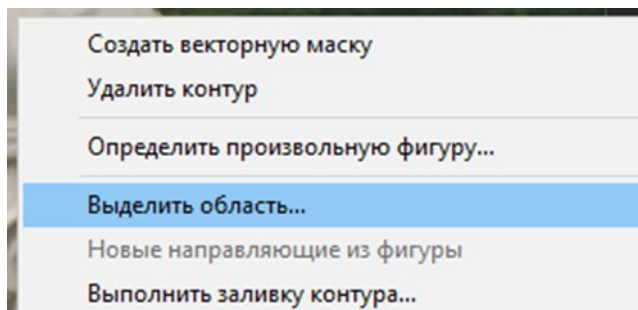 Создать векторную маску
Удалить контур
Определить произвольную фигуру...
Выделить область...
Новые направляющие из фигуры
Выполнить заливку контура...